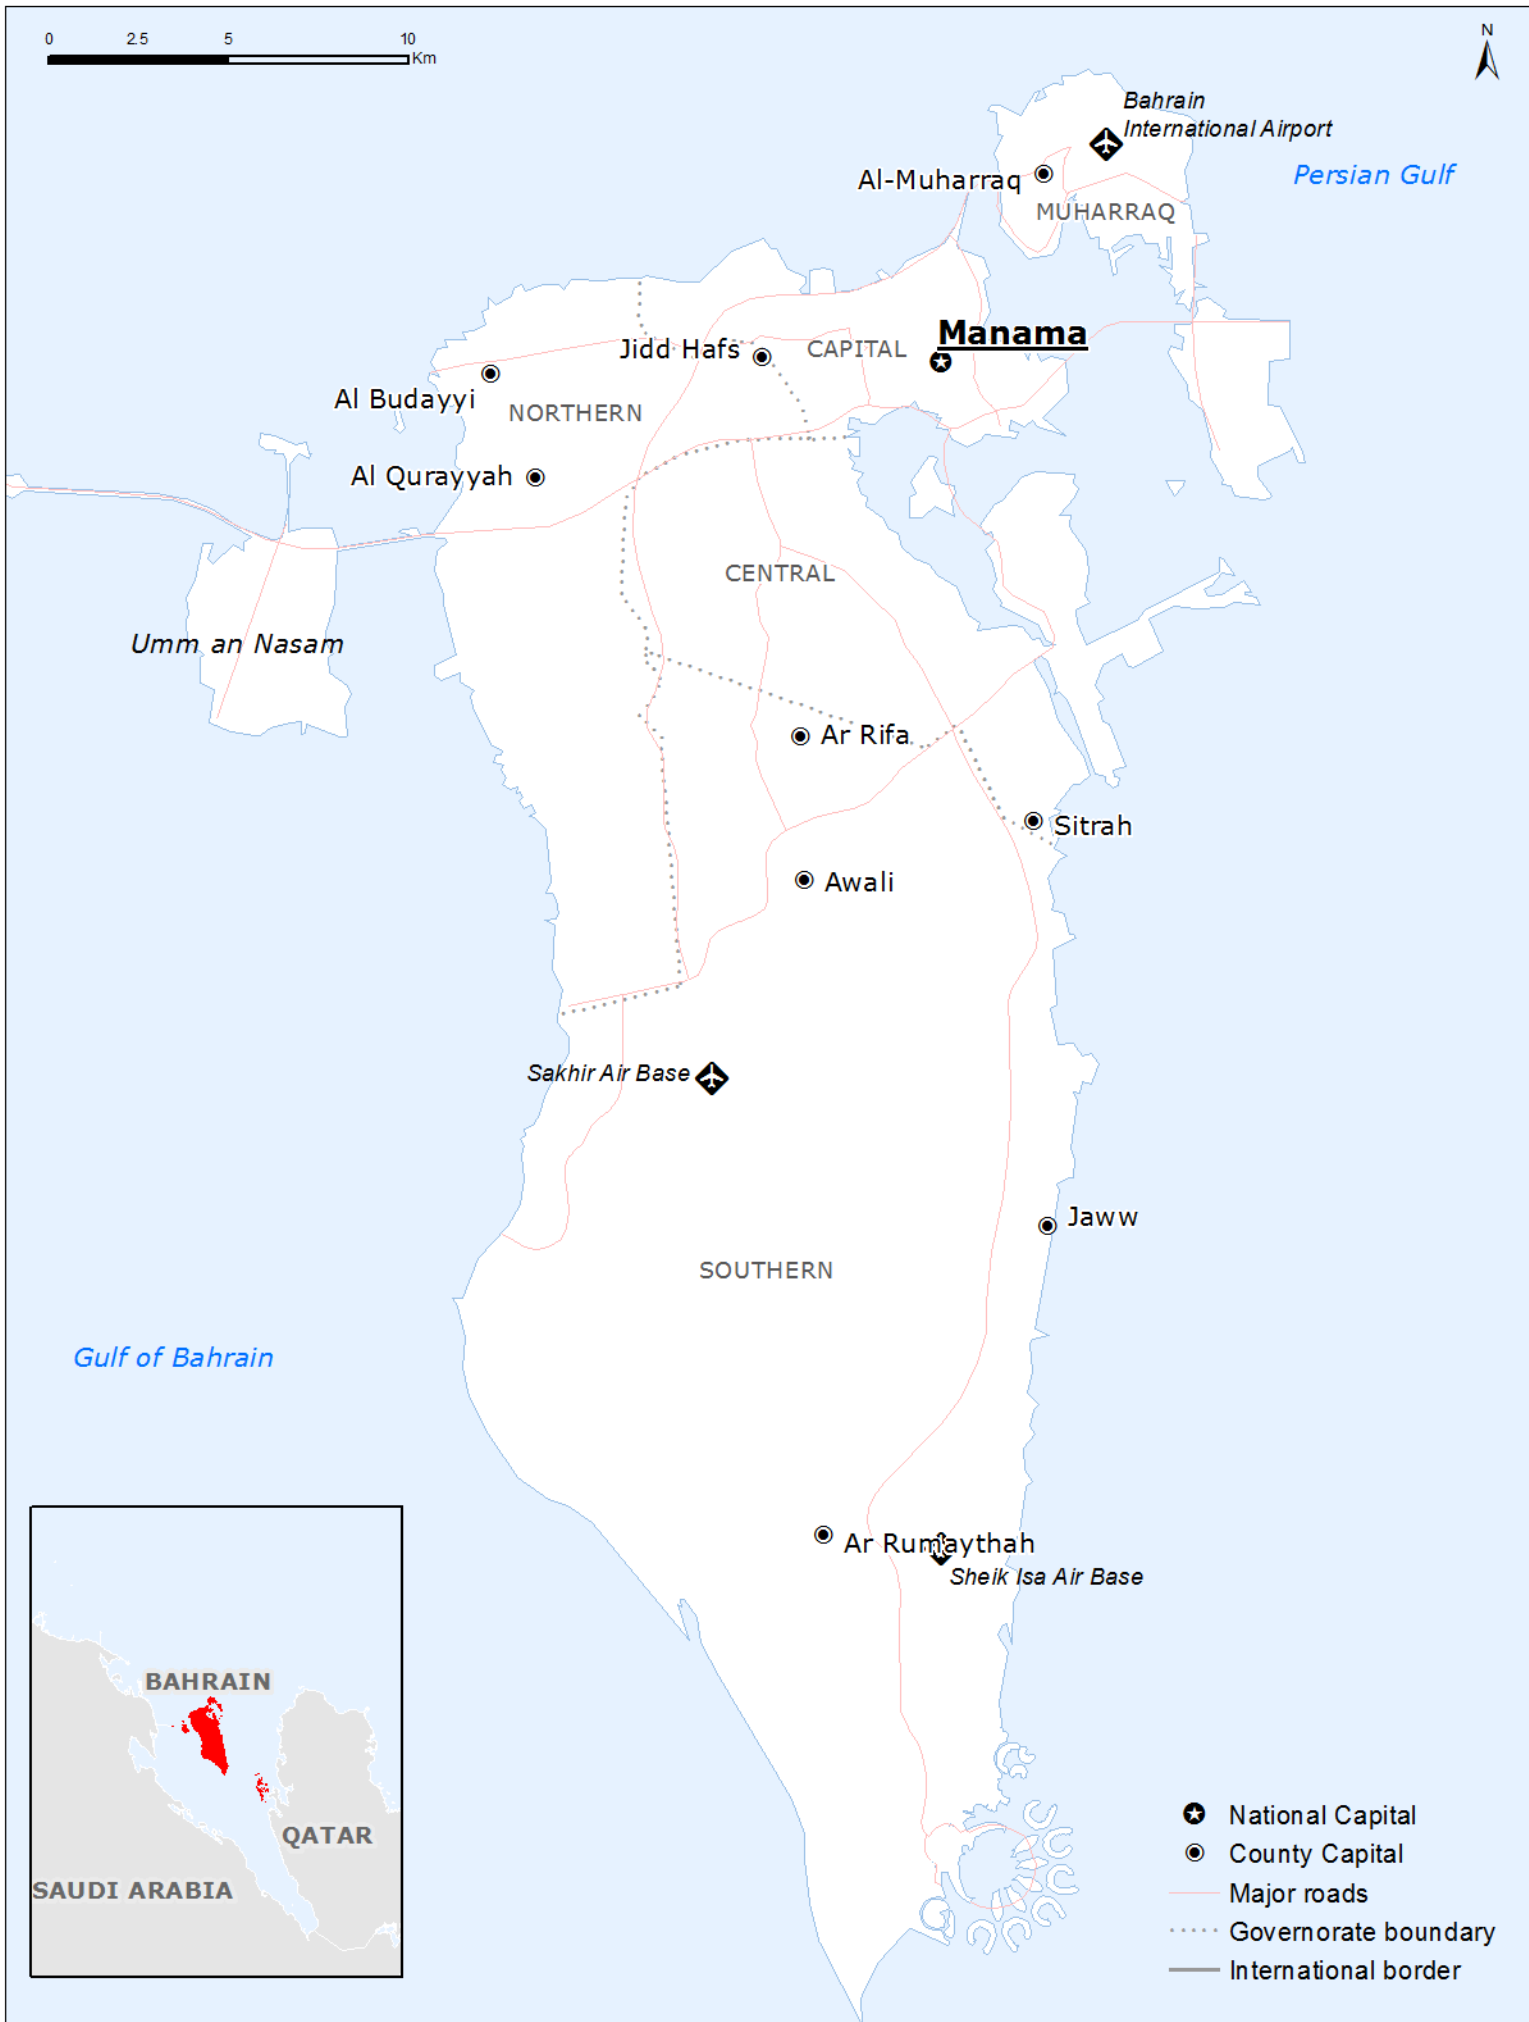 0 2.5 5 10
Km
N
Bahrain
International Airport
Persian Gulf
Al-Muharraq
MUHARRAQ
Manama
Jidd Hafs
CAPITAL
Al Budayyi
NORTHERN
Al Qurayyah
CENTRAL
Umm an Nasam
Ar Rifa
Sitrah
Awali
Sakhir Air Base
Jaww
SOUTHERN
Gulf of Bahrain
Ar Rumaythah
Sheik Isa Air Base
BAHRAIN
QATAR
SAUDI ARABIA
National Capital
County Capital
Major roads
Governorate boundary
International border